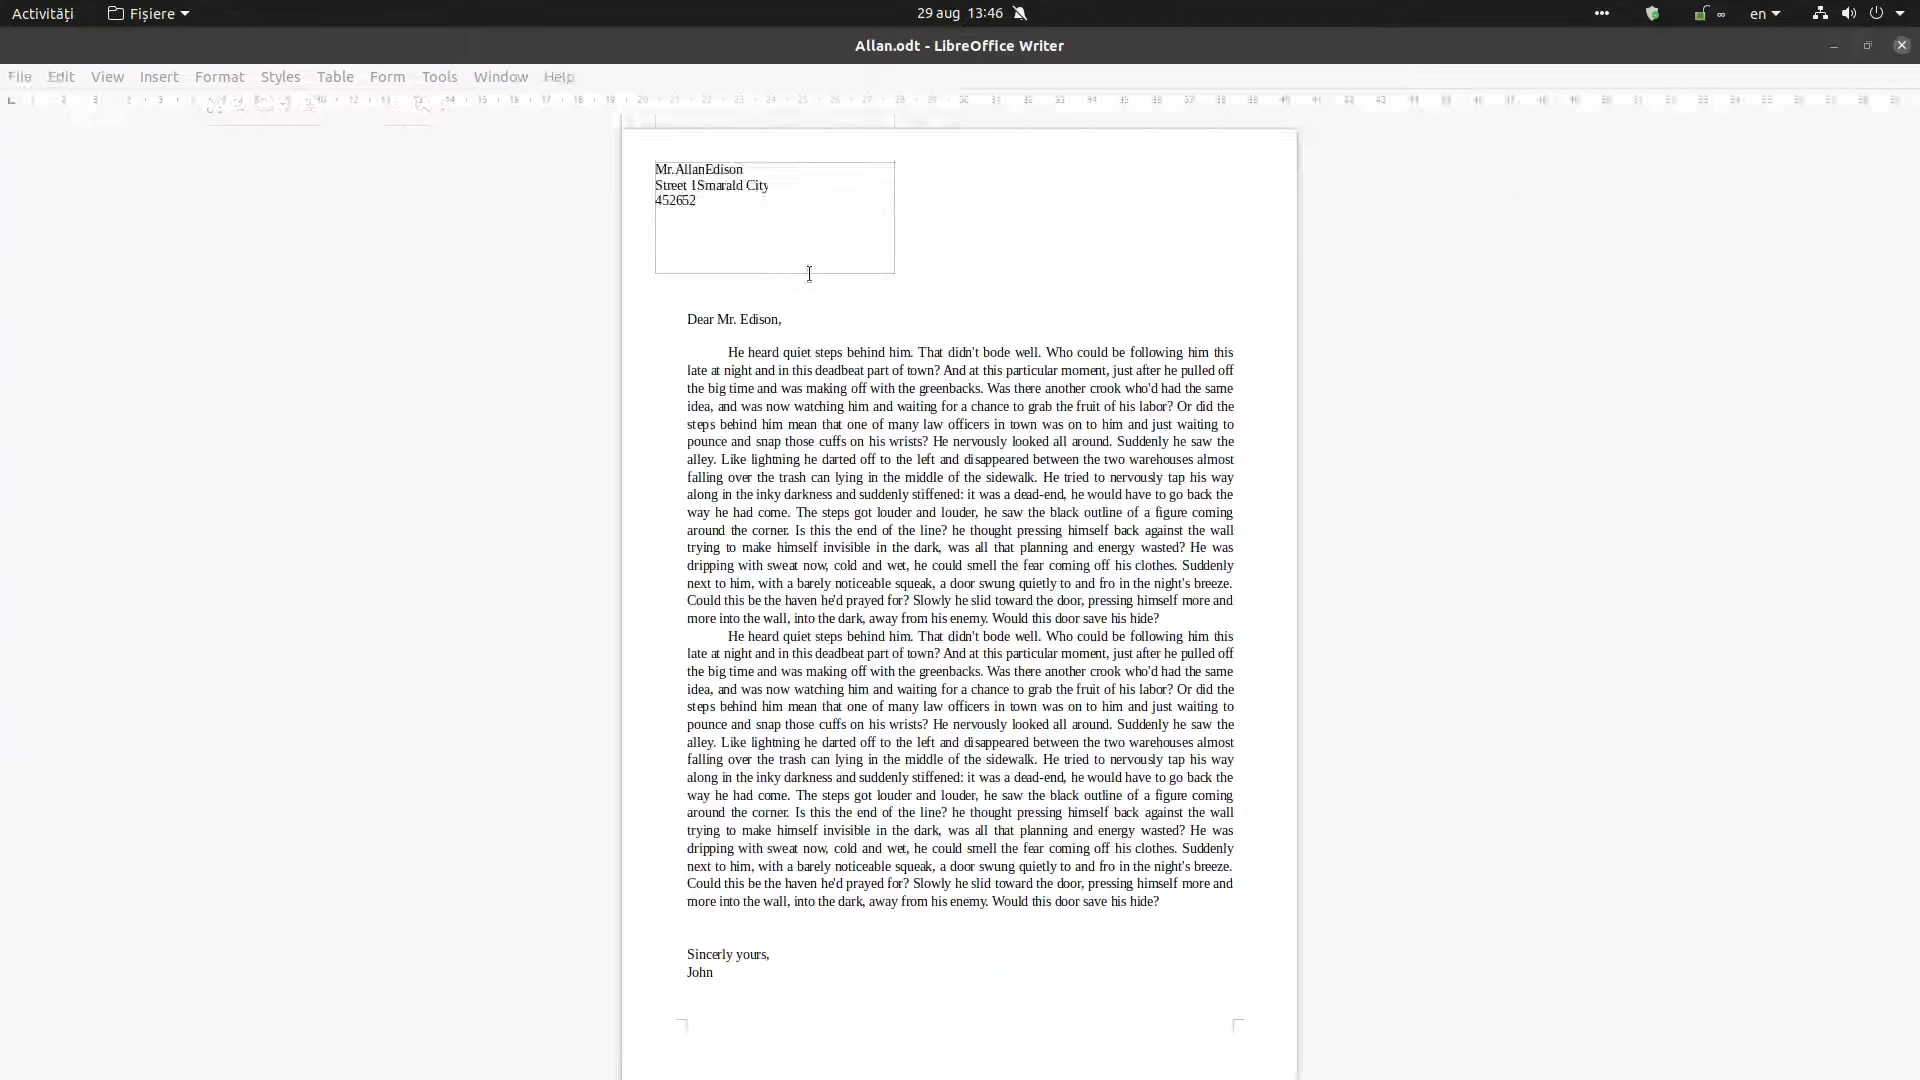 Activități Fișiere 29 aug 13:46 en
Allan.odt - LibreOffice Writer
File Edit View Insert Format Styles Table Form Tools Window Help
Mr.AllanEdison
Street 1Smarald City
452652
Dear Mr. Edison,
He heard quiet steps behind him. That didn't bode well. Who could be following him this
late at night and in this deadbeat part of town? And at this particular moment, just after he pulled off
the big time and was making off with the greenbacks. Was there another crook who'd had the same
idea, and was now watching him and waiting for a chance to grab the fruit of his labor? Or did the
steps behind him mean that one of many law officers in town was on to him and just waiting to
pounce and snap those cuffs on his wrists? He nervously looked all around. Suddenly he saw the
alley. Like lightning he darted off to the left and disappeared between the two warehouses almost
falling over the trash can lying in the middle of the sidewalk. He tried to nervously tap his way
along in the inky darkness and suddenly stiffened: it was a dead-end, he would have to go back the
way he had come. The steps got louder and louder, he saw the black outline of a figure coming
around the corner. Is this the end of the line? he thought pressing himself back against the wall
trying to make himself invisible in the dark, was all that planning and energy wasted? He was
dripping with sweat now, cold and wet, he could smell the fear coming off his clothes. Suddenly
next to him, with a barely noticeable squeak, a door swung quietly to and fro in the night's breeze.
Could this be the haven he'd prayed for? Slowly he slid toward the door, pressing himself more and
more into the wall, into the dark, away from his enemy. Would this door save his hide?
He heard quiet steps behind him. That didn't bode well. Who could be following him this
late at night and in this deadbeat part of town? And at this particular moment, just after he pulled off
the big time and was making off with the greenbacks. Was there another crook who'd had the same
idea, and was now watching him and waiting for a chance to grab the fruit of his labor? Or did the
steps behind him mean that one of many law officers in town was on to him and just waiting to
pounce and snap those cuffs on his wrists? He nervously looked all around. Suddenly he saw the
alley. Like lightning he darted off to the left and disappeared between the two warehouses almost
falling over the trash can lying in the middle of the sidewalk. He tried to nervously tap his way
along in the inky darkness and suddenly stiffened: it was a dead-end, he would have to go back the
way he had come. The steps got louder and louder, he saw the black outline of a figure coming
around the corner. Is this the end of the line? he thought pressing himself back against the wall
trying to make himself invisible in the dark, was all that planning and energy wasted? He was
dripping with sweat now, cold and wet, he could smell the fear coming off his clothes. Suddenly
next to him, with a barely noticeable squeak, a door swung quietly to and fro in the night's breeze.
Could this be the haven he'd prayed for? Slowly he slid toward the door, pressing himself more and
more into the wall, into the dark, away from his enemy. Would this door save his hide?
Sincerly yours,
John